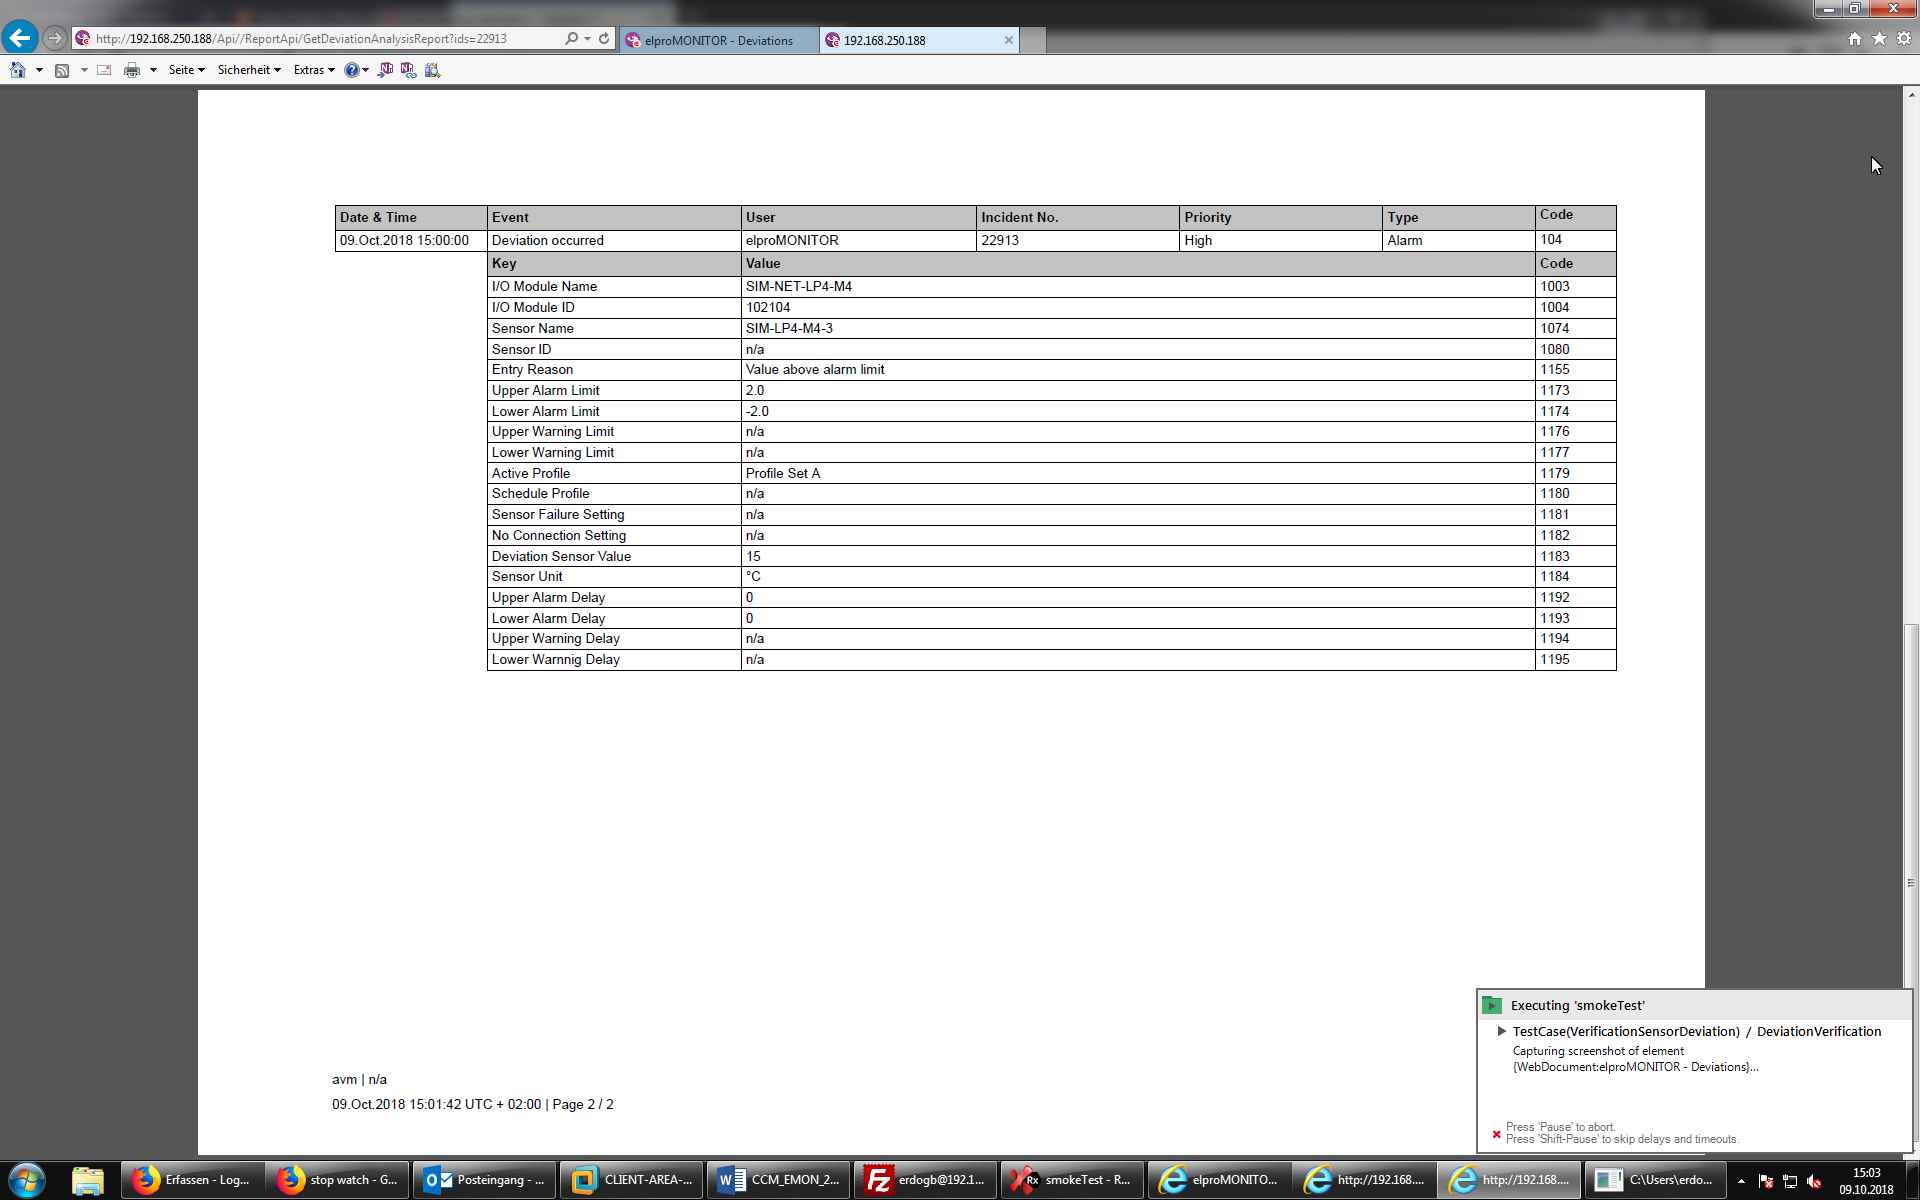 http://192.168.250.188/Api//ReportApi/GetDeviationAnalysisReport?ids=22913
elproMONITOR - Deviations
192.168.250.188
Seite Sicherheit Extras
Date & Time Event User Incident No. Priority Type Code
09.Oct.2018 15:00:00 Deviation occurred elproMONITOR 22913 High Alarm 104
Key Value Code
I/O Module Name SIM-NET-LP4-M4 1003
I/O Module ID 102104 1004
Sensor Name SIM-LP4-M4-3 1074
Sensor ID n/a 1080
Entry Reason Value above alarm limit 1155
Upper Alarm Limit 2.0 1173
Lower Alarm Limit -2.0 1174
Upper Warning Limit n/a 1176
Lower Warning Limit n/a 1177
Active Profile Profile Set A 1179
Schedule Profile n/a 1180
Sensor Failure Setting n/a 1181
No Connection Setting n/a 1182
Deviation Sensor Value 15 1183
Sensor Unit °C 1184
Upper Alarm Delay 0 1192
Lower Alarm Delay 0 1193
Upper Warning Delay n/a 1194
Lower Warnnig Delay n/a 1195
avm | n/a
09.Oct.2018 15:01:42 UTC + 02:00 | Page 2 / 2
Executing 'smokeTest'
TestCase(VerificationSensorDeviation) / DeviationVerification
Capturing screenshot of element
{WebDocument:elproMONITOR - Deviations}...
Press 'Pause' to abort.
Press 'Shift-Pause' to skip delays and timeouts.
Erfassen - Log...
stop watch - G...
Posteingang - ...
CLIENT-AREA-...
CCM_EMON_2...
erdogb@192.1...
smokeTest - R...
elproMONITO...
http://192.168....
http://192.168....
C:\Users\erdo...
15:03
09.10.2018